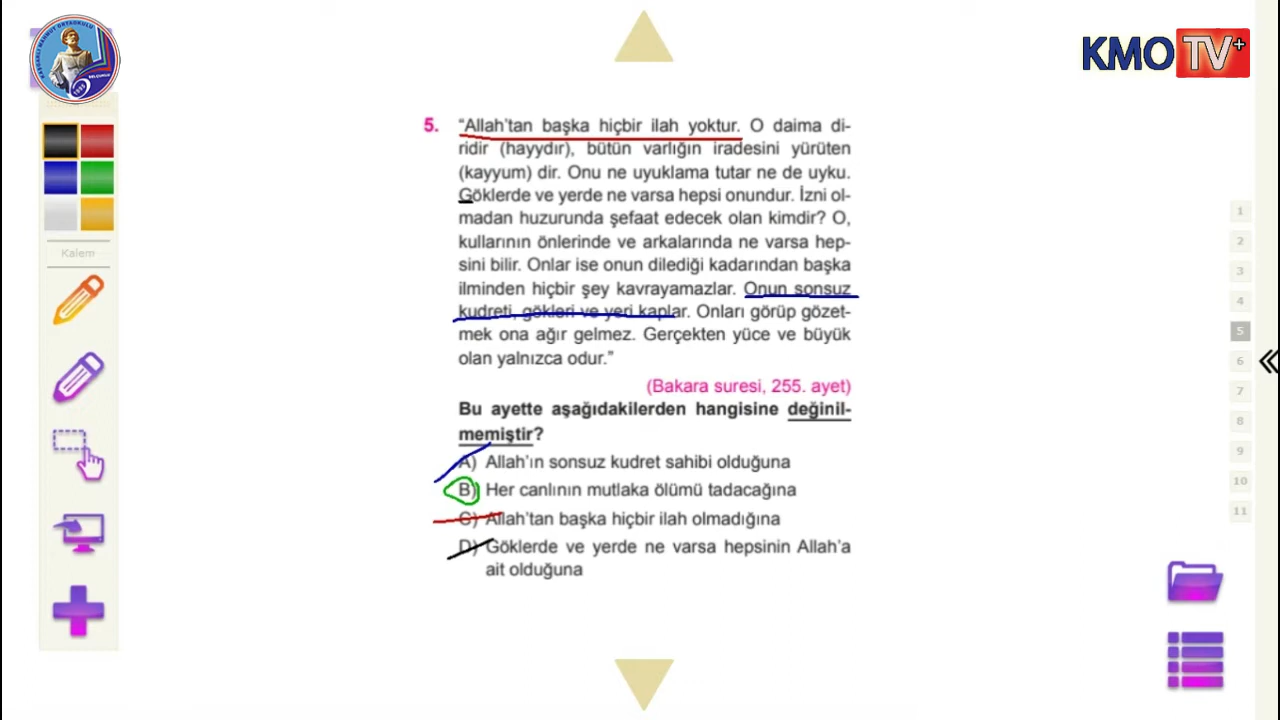 KMO TV+
5. "Allah'tan başka hiçbir ilah yoktur. O daima di-
ridir (hayydır), bütün varlığın iradesini yürüten
(kayyum) dir. Onu ne uyuklama tutar ne de uyku.
Göklerde ve yerde ne varsa hepsi onundur. İzni ol-
madan huzurunda şefaat edecek olan kimdir? O,
kullarının önlerinde ve arkalarında ne varsa hep-
sini bilir. Onlar ise onun dilediği kadarından başka
ilminden hiçbir şey kavrayamazlar. Onun sonsuz
kudreti, gökleri ve yeri kaplar. Onları görüp gözet-
mek ona ağır gelmez. Gerçekten yüce ve büyük
olan yalnızca odur."
(Bakara suresi, 255. ayet)
Bu ayette aşağıdakilerden hangisine değinil-
memiştir?
A) Allah'ın sonsuz kudret sahibi olduğuna
B) Her canlının mutlaka ölümü tadacağına
C) Allah'tan başka hiçbir ilah olmadığına
D) Göklerde ve yerde ne varsa hepsinin Allah'a
ait olduğuna
Kalem
1
2
3
4
5
6
7
8
9
10
11